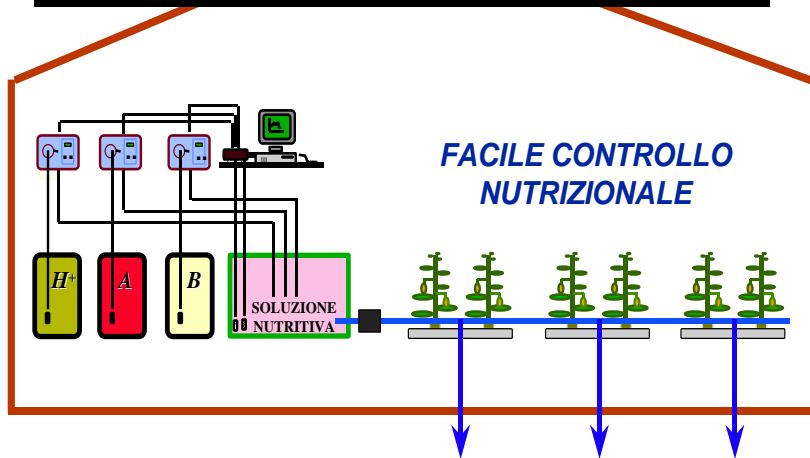 FACILE CONTROLLO
NUTRIZIONALE
H+
A
B
SOLUZIONE
NUTRITIVA